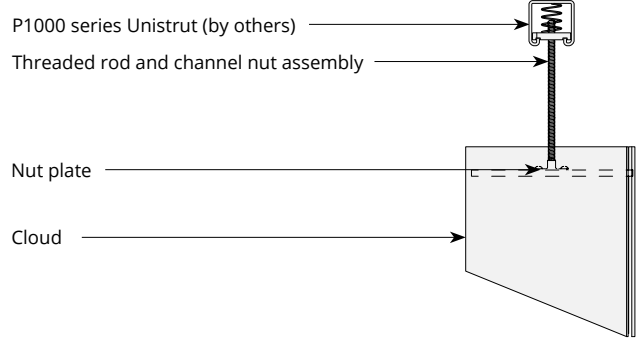 P1000 series Unistrut (by others)
Threaded rod and channel nut assembly
Nut plate
Cloud